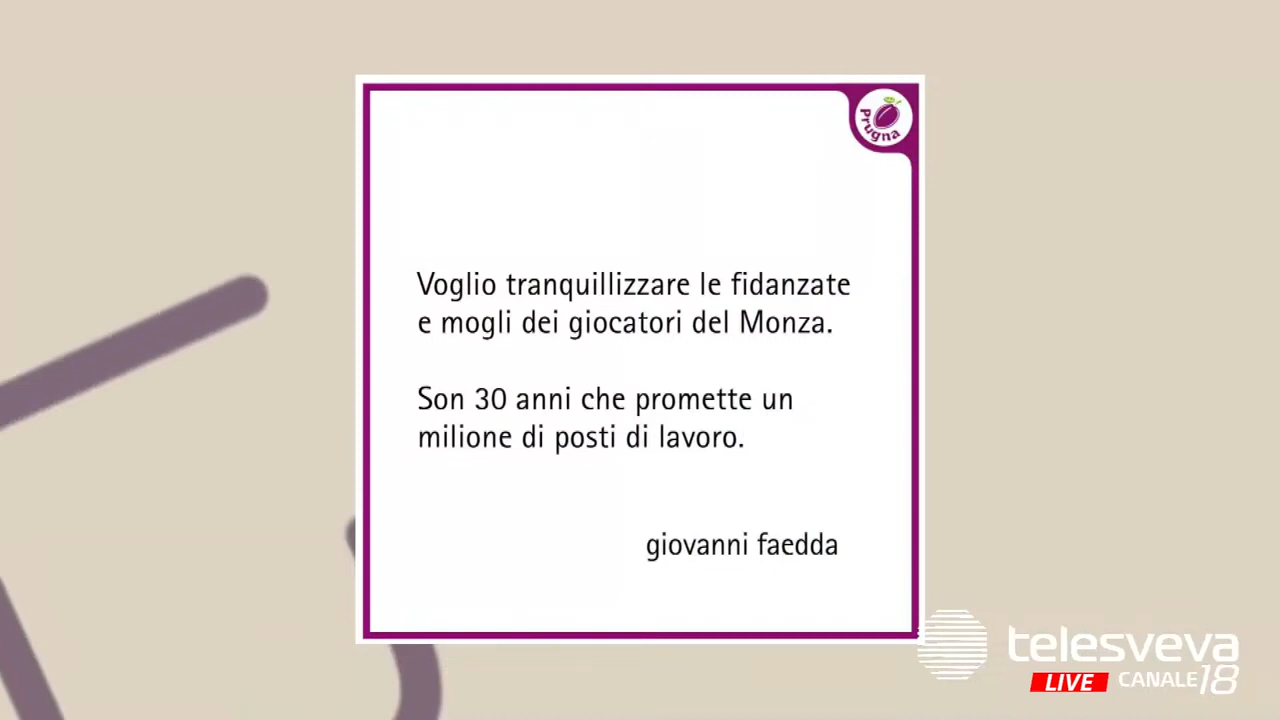 Prugna
Voglio tranquillizzare le fidanzate
e mogli dei giocatori del Monza.
Son 30 anni che promette un
milione di posti di lavoro.
giovanni faedda
telesveva
LIVE CANALE 18